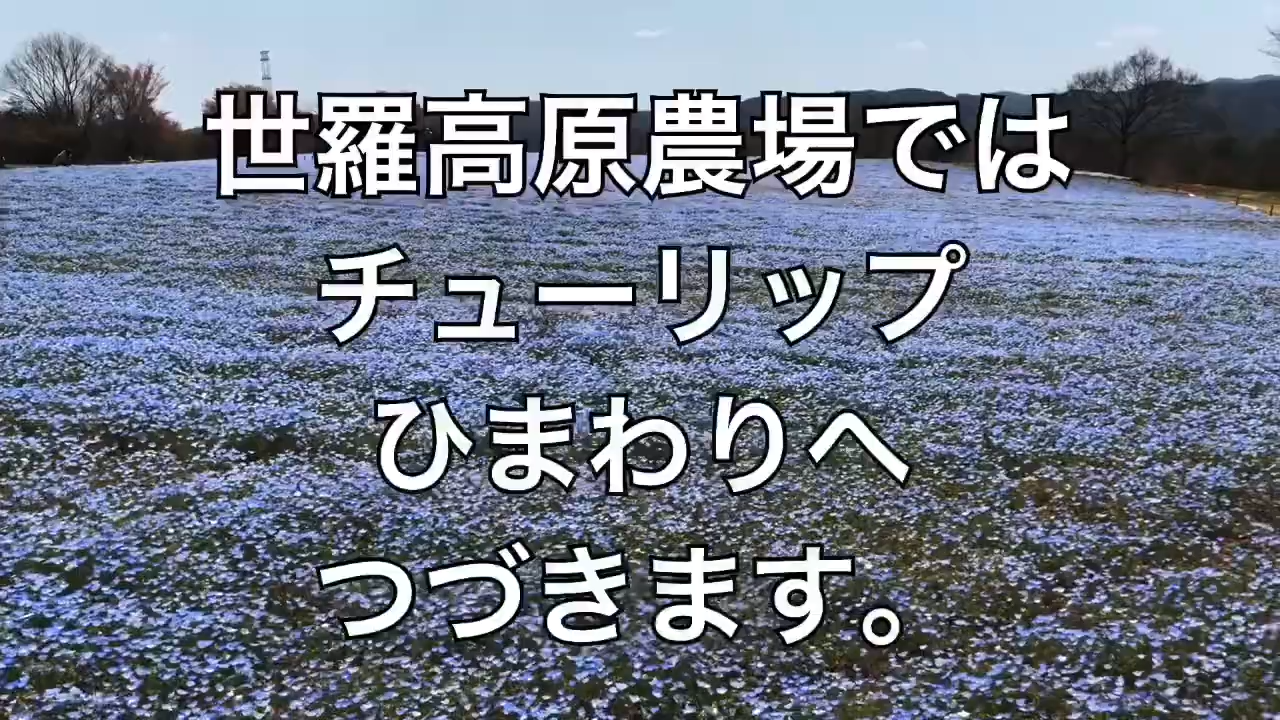 世羅高原農場では
チューリップ
ひまわりへ
つづきます。